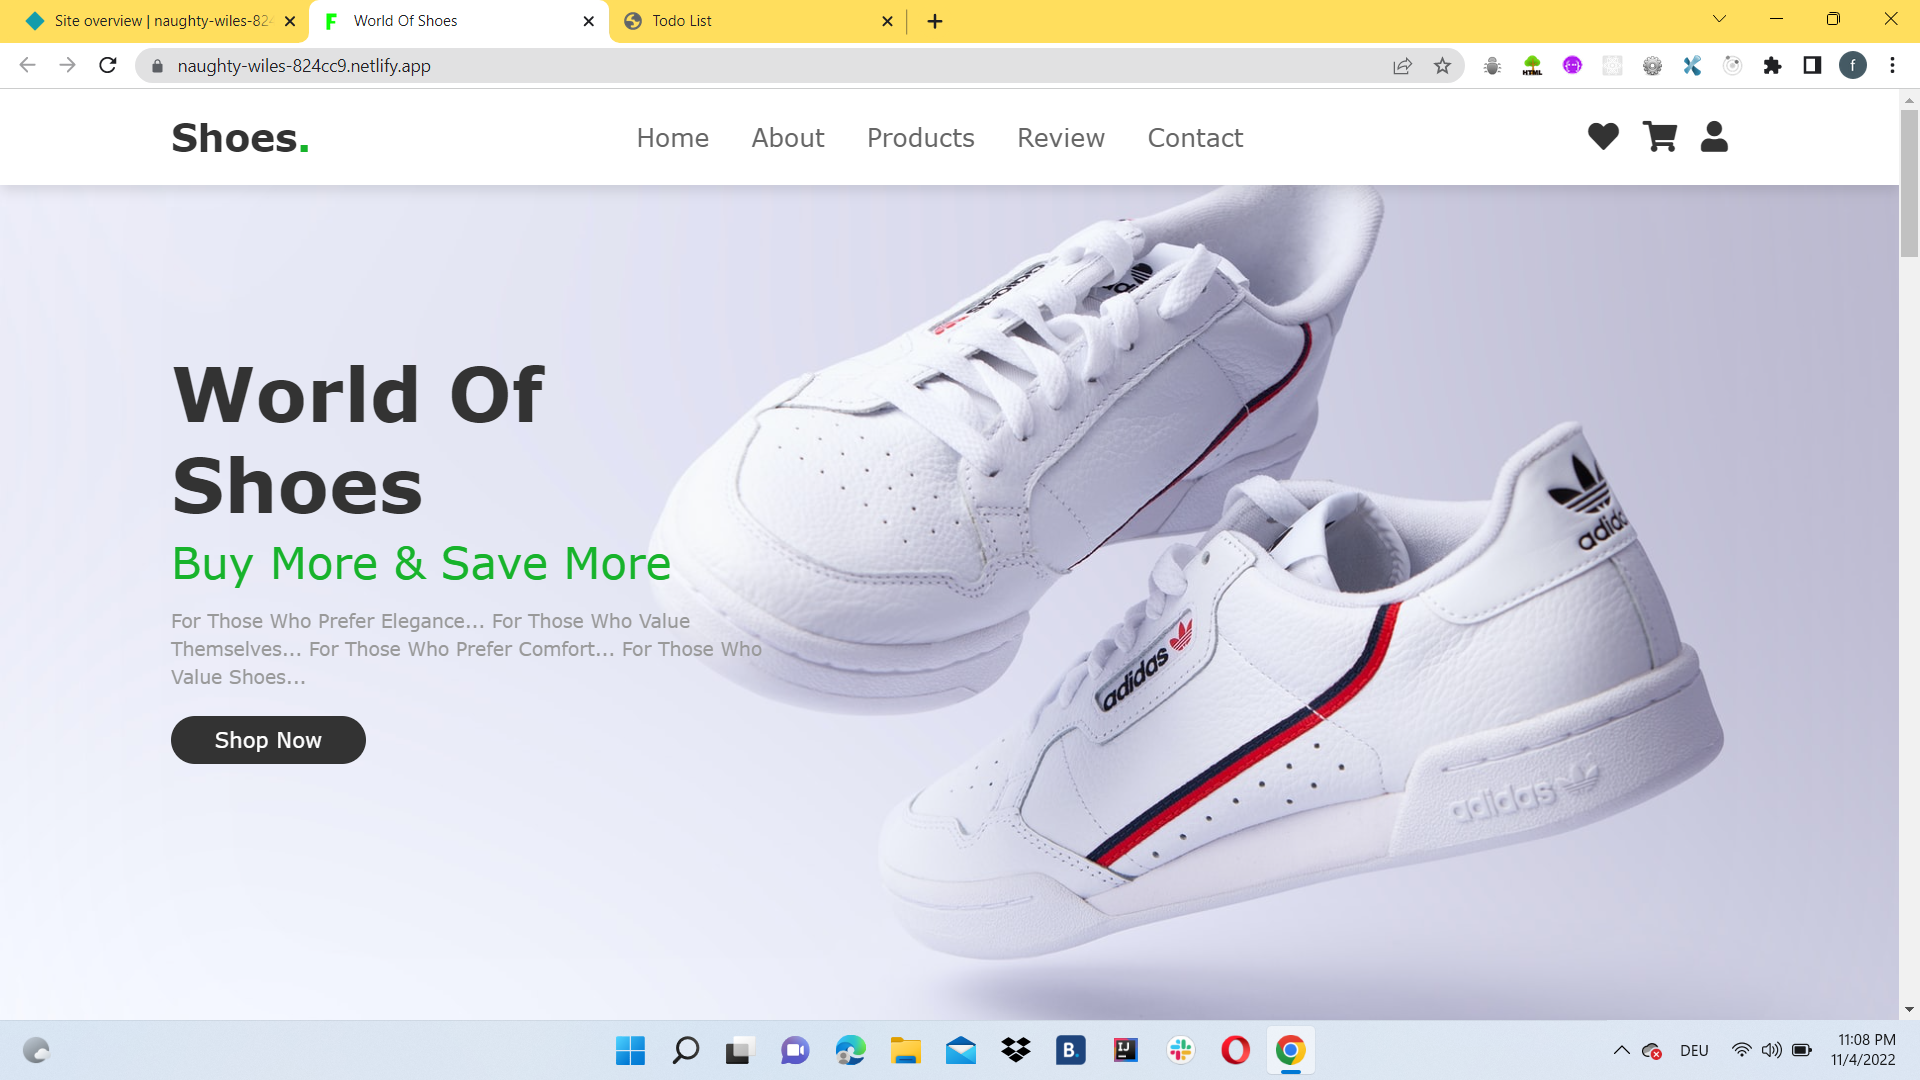 Site overview | naughty-wiles-824
World Of Shoes
Todo List
naughty-wiles-824cc9.netlify.app
HTML
f
Shoes.
Home
About
Products
Review
Contact
World Of
Shoes
Buy More & Save More
For Those Who Prefer Elegance... For Those Who Value
Themselves... For Those Who Prefer Comfort... For Those Who
Value Shoes...
Shop Now
adidas
adidas
adidas
B.
IJ
DEU
11:08 PM
11/4/2022